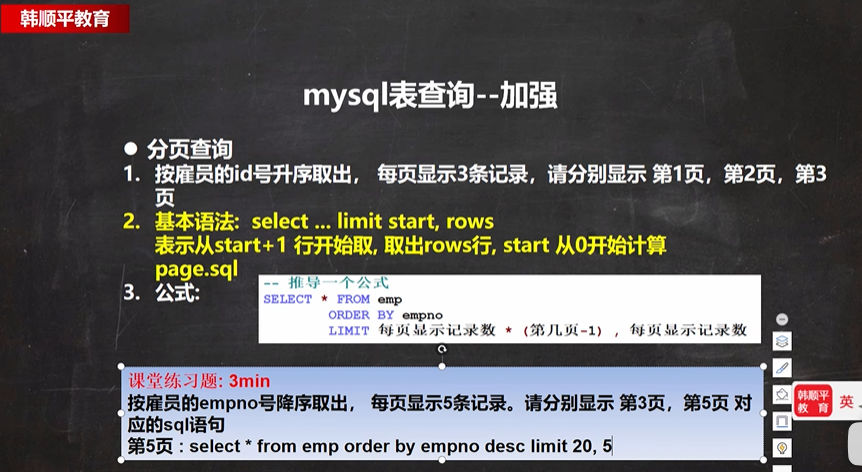 韩顺平教育
mysql表查询--加强
● 分页查询
1. 按雇员的id号升序取出， 每页显示3条记录，请分别显示 第1页，第2页，第3
页
2. 基本语法: select ... limit start, rows
表示从start+1 行开始取, 取出rows行, start 从0开始计算
page.sql
3. 公式:
-- 推导一个公式
SELECT * FROM emp
ORDER BY empno
LIMIT 每页显示记录数 * (第几页-1) , 每页显示记录数
课堂练习题: 3min
按雇员的empno号降序取出， 每页显示5条记录。请分别显示 第3页，第5页 对
应的sql语句
第5页 : select * from emp order by empno desc limit 20, 5
韩顺平
教 育
英